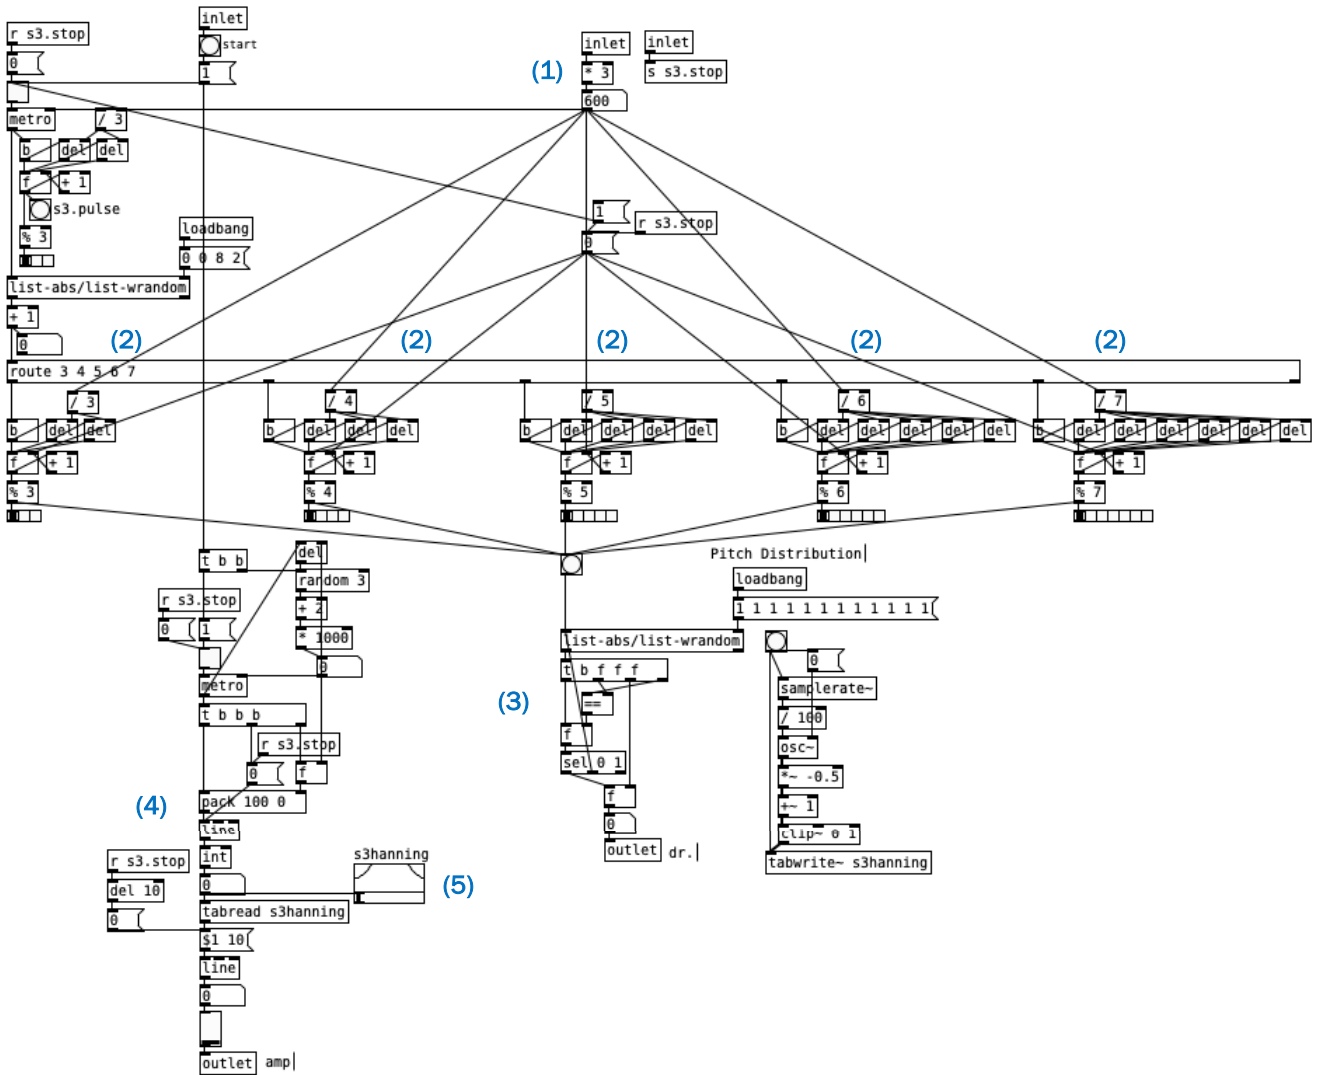 inlet
r s3.stop
start
inlet
inlet
0
1
(1)
* 3
s s3.stop
600
metro
/ 3
b
del
del
f
+ 1
s3.pulse
1
r s3.stop
% 3
loadbang
0
0 0 8 2
list-abs/list-wrandom
+ 1
0
(2)
(2)
(2)
(2)
(2)
route 3 4 5 6 7
/ 3
/ 4
/ 5
/ 6
/ 7
b
del
del
b
del
del
del
b
del
del
del
del
b
del
del
del
del
del
b
del
del
del
del
del
del
f
+ 1
f
+ 1
f
+ 1
f
+ 1
f
+ 1
% 3
% 4
% 5
% 6
% 7
t b b
del
Pitch Distribution
random 3
loadbang
r s3.stop
+ 2
1 1 1 1 1 1 1 1 1 1 1 1
0
1
* 1000
list-abs/list-wrandom
0
0
metro
t b f f f
samplerate~
(3)
==
t b b b
/ 100
r s3.stop
f
osc~
0
f
sel 0 1
*~ -0.5
(4)
pack 100 0
f
+~ 1
line
0
clip~ 0 1
r s3.stop
int
s3hanning
outlet
dr.
tabwrite~ s3hanning
del 10
0
(5)
0
tabread s3hanning
$1 10
line
0
outlet
amp